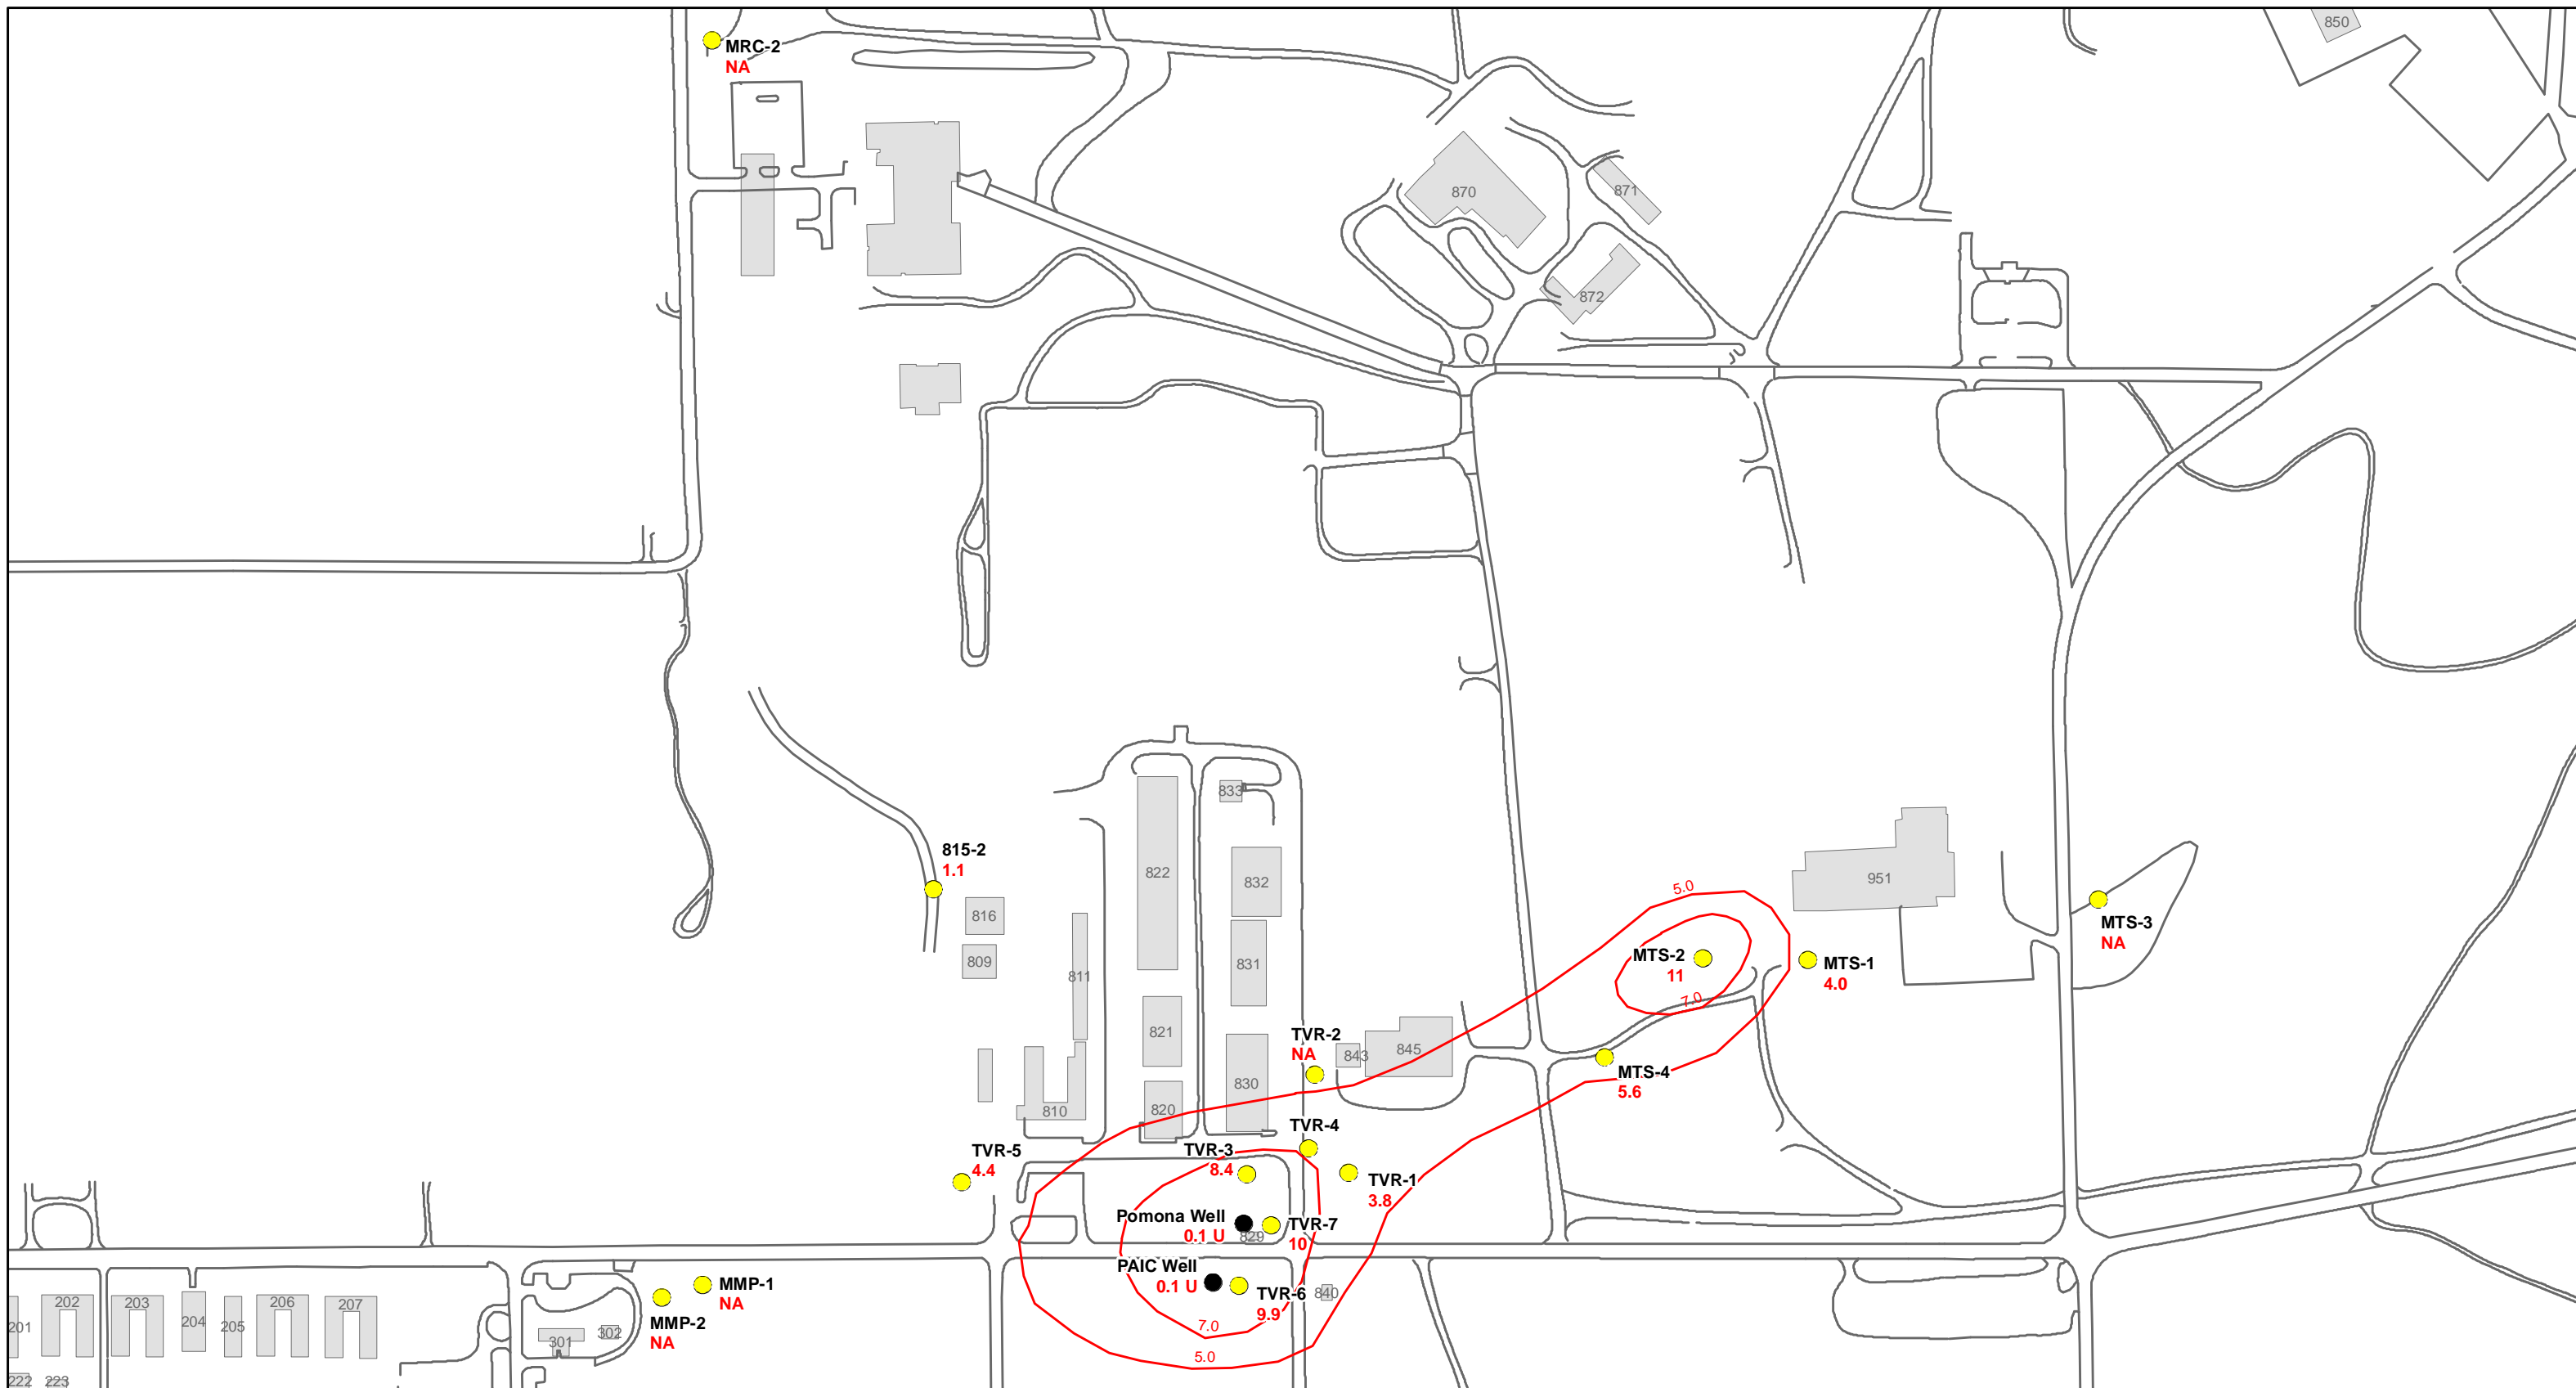 850
MRC-2
NA
870
871
872
815-2
1.1
833
822
832
816
809
811
831
821
830
820
810
951
5.0
MTS-2
11
7.0
MTS-1
4.0
MTS-3
NA
TVR-2
NA
843
845
MTS-4
5.6
TVR-4
TVR-3
8.4
TVR-5
4.4
TVR-1
3.8
Pomona Well
0.1 U
829
TVR-7
10
PAIC Well
0.1 U
TVR-6
9.9
840
7.0
5.0
MMP-1
NA
MMP-2
NA
201
202
203
204
205
206
207
301
302
222
223